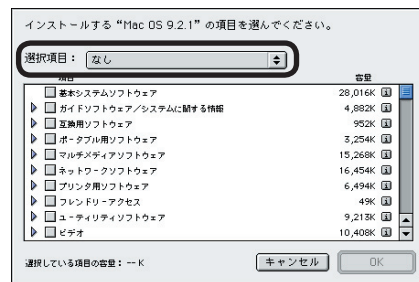 インストールする“Mac OS 9.2.1”の項目を選んでください。
選択項目： なし
項目 容量
基本システムソフトウェア 28,016K
ガイドソフトウェア／システムに関する情報 4,882K
互換用ソフトウェア 952K
ポータブル用ソフトウェア 3,254K
マルチメディアソフトウェア 15,268K
ネットワークソフトウェア 16,454K
プリンタ用ソフトウェア 6,494K
フレンドリーアクセス 49K
ユーティリティソフトウェア 9,213K
ビデオ 10,408K
選択している項目の容量： -- K キャンセル OK